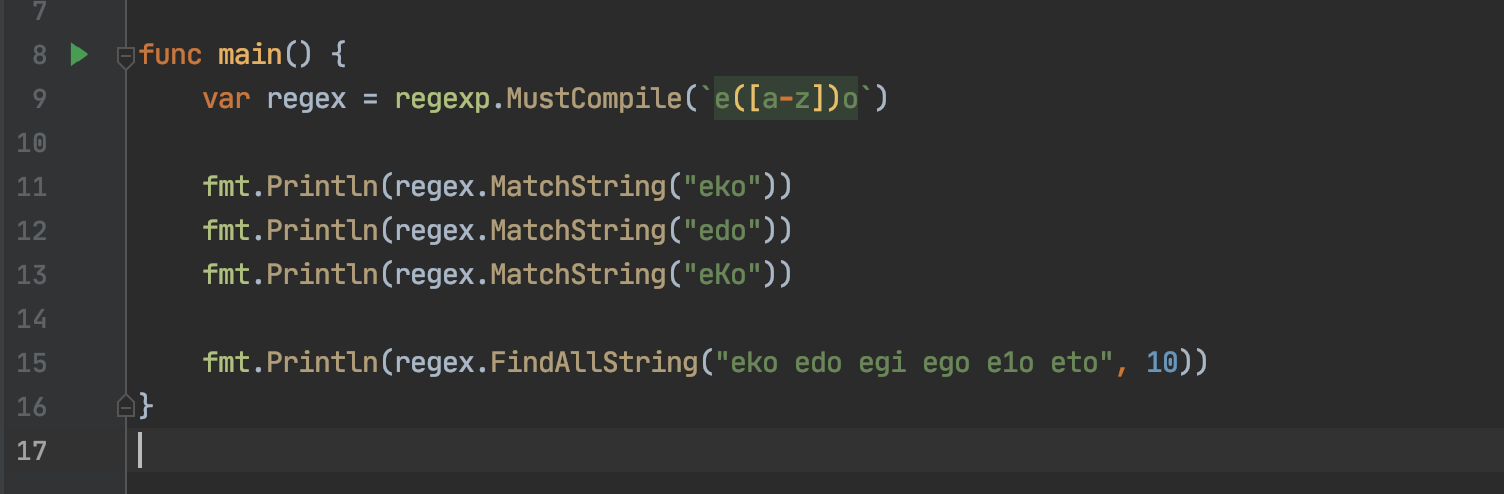 7
8 func main() {
9 var regex = regexp.MustCompile(`e([a-z])o`)
10
11 fmt.Println(regex.MatchString("eko"))
12 fmt.Println(regex.MatchString("edo"))
13 fmt.Println(regex.MatchString("eKo"))
14
15 fmt.Println(regex.FindAllString("eko edo egi ego e1o eto", 10))
16 }
17